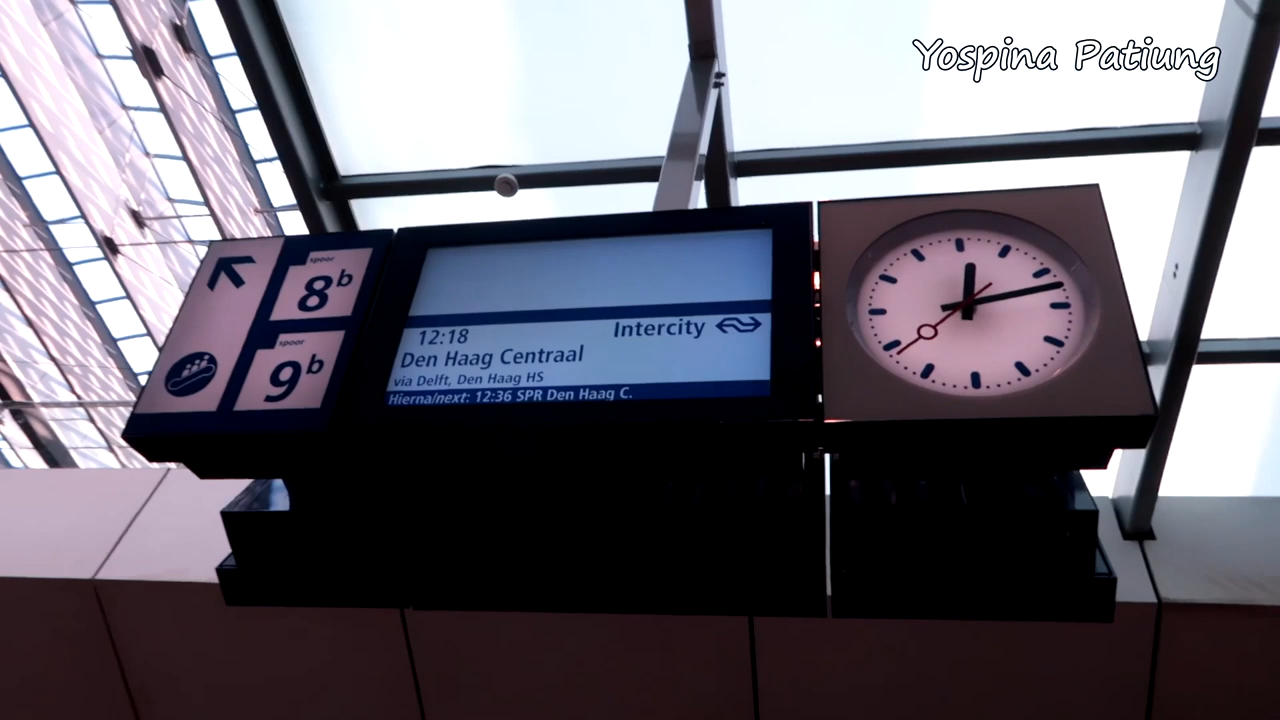 Yospina Patiung
spoor
8b
spoor
9b
12:18
Intercity
Den Haag Centraal
via Delft, Den Haag HS
Hierna/next: 12:36 SPR Den Haag C.